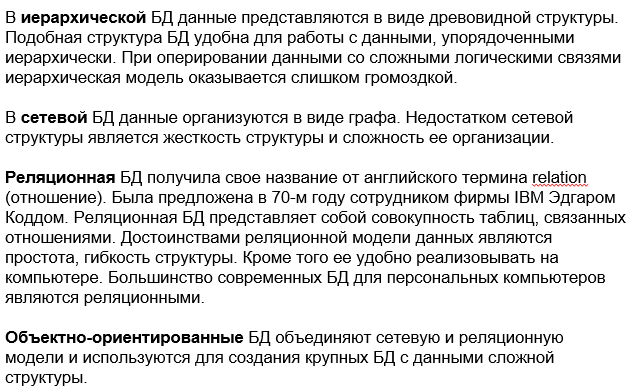 В иерархической БД данные представляются в виде древовидной структуры.
Подобная структура БД удобна для работы с данными, упорядоченными
иерархически. При оперировании данными со сложными логическими связями
иерархическая модель оказывается слишком громоздкой.
В сетевой БД данные организуются в виде графа. Недостатком сетевой
структуры является жесткость структуры и сложность ее организации.
Реляционная БД получила свое название от английского термина relation
(отношение). Была предложена в 70-м году сотрудником фирмы IBM Эдгаром
Коддом. Реляционная БД представляет собой совокупность таблиц, связанных
отношениями. Достоинствами реляционной модели данных являются
простота, гибкость структуры. Кроме того ее удобно реализовывать на
компьютере. Большинство современных БД для персональных компьютеров
являются реляционными.
Объектно-ориентированные БД объединяют сетевую и реляционную
модели и используются для создания крупных БД с данными сложной
структуры.